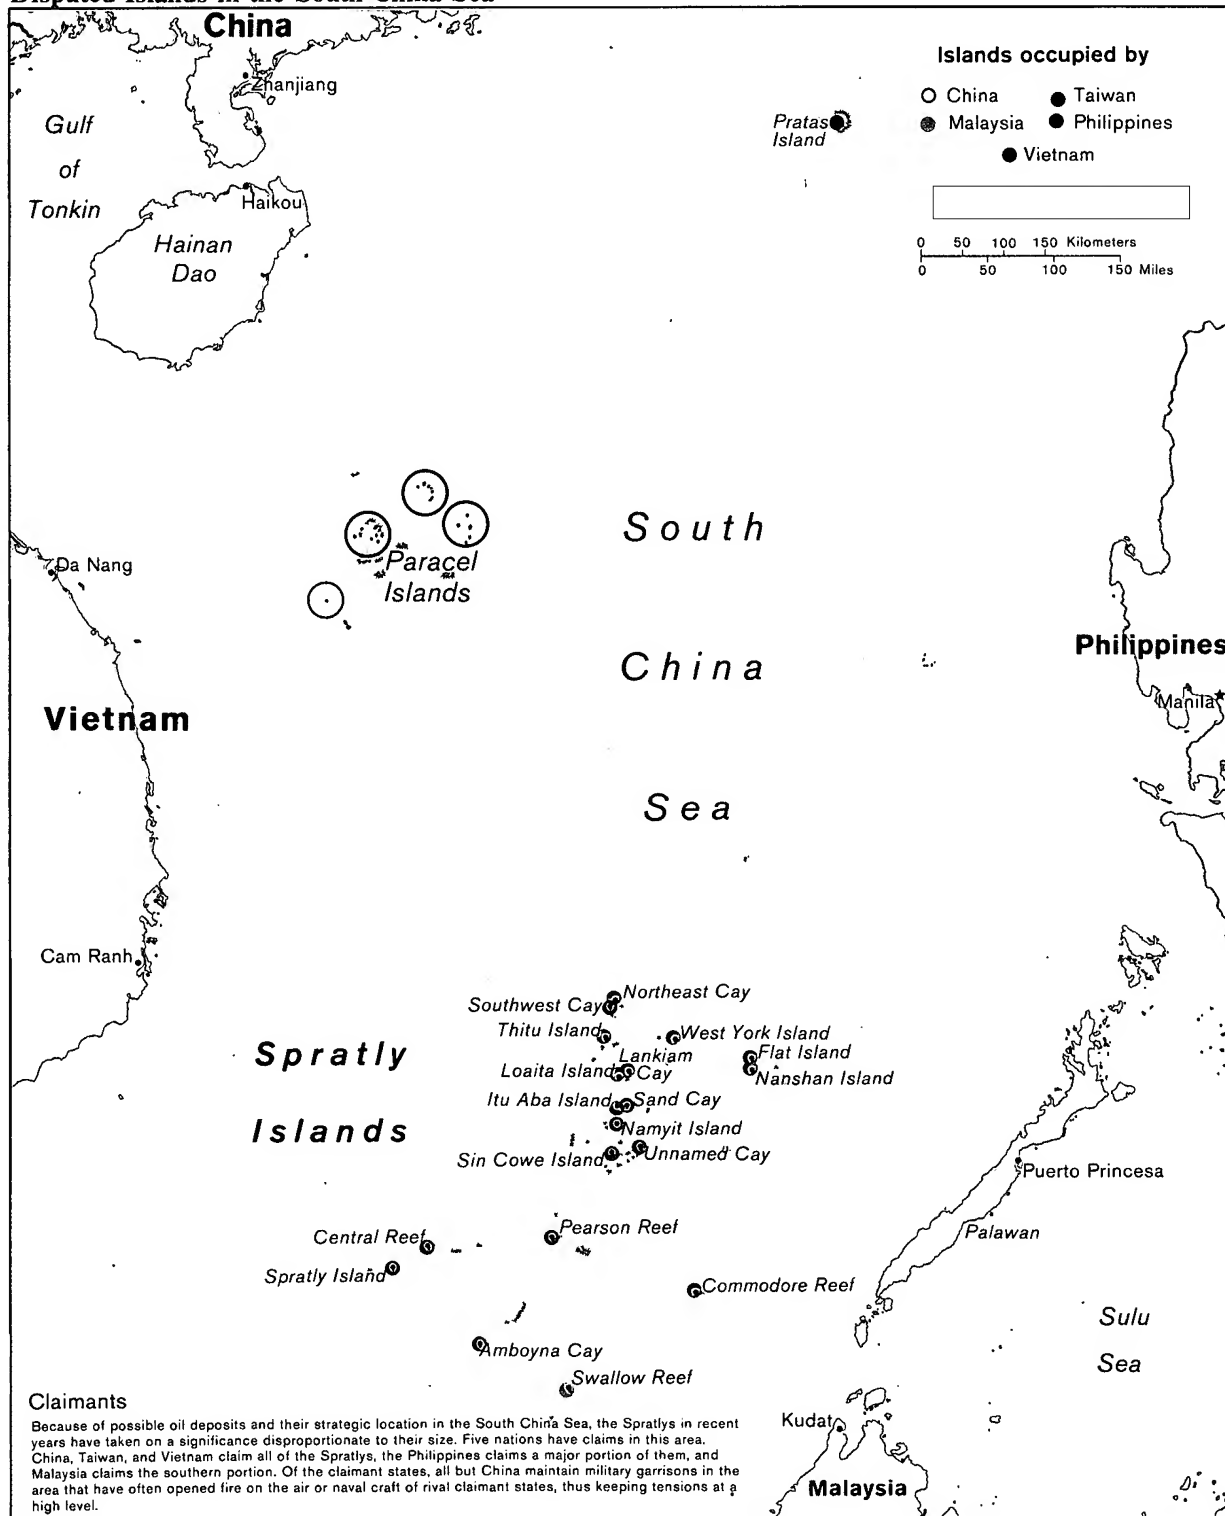 Disputed Islands in the South China Sea
China
Zhanjiang
Gulf
of
Tonkin
Haikou
Hainan
Dao
Pratas
Island
Islands occupied by
China
Taiwan
Malaysia
Philippines
Vietnam
0 50 100 150 Kilometers
0 50 100 150 Miles
Da Nang
Paracel
Islands
South
China
Sea
Philippines
Manila
Vietnam
Cam Ranh
Northeast Cay
Southwest Cay
Thitu Island
West York Island
Spratly
Islands
Lankiam
Cay
Flat Island
Loaita Island
Nanshan Island
Itu Aba Island
Sand Cay
Namyit Island
Sin Cowe Island
Unnamed Cay
Puerto Princesa
Palawan
Central Reef
Pearson Reef
Spratly Island
Commodore Reef
Sulu
Sea
Amboyna Cay
Swallow Reef
Kudat
Malaysia
Claimants
Because of possible oil deposits and their strategic location in the South China Sea, the Spratlys in recent
years have taken on a significance disproportionate to their size. Five nations have claims in this area.
China, Taiwan, and Vietnam claim all of the Spratlys, the Philippines claims a major portion of them, and
Malaysia claims the southern portion. Of the claimant states, all but China maintain military garrisons in the
area that have often opened fire on the air or naval craft of rival claimant states, thus keeping tensions at a
high level.